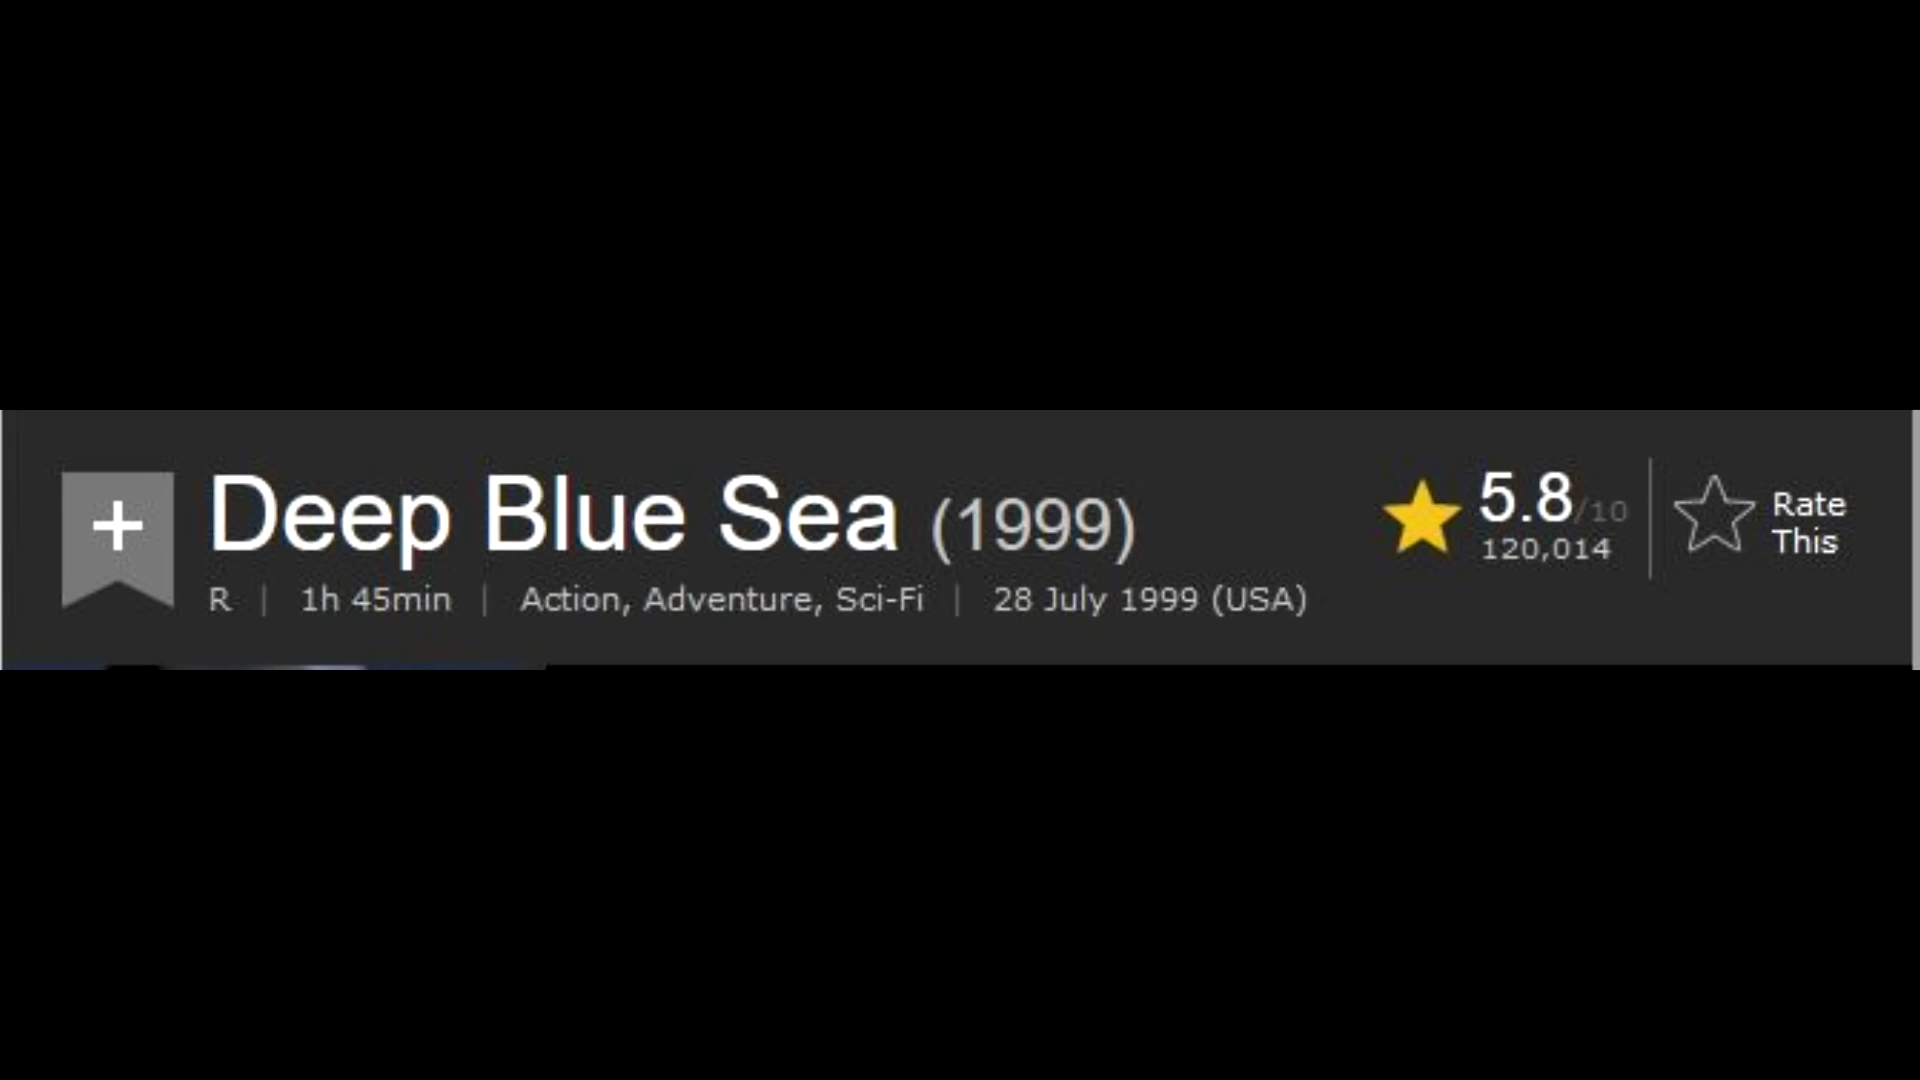 Deep Blue Sea (1999)
R | 1h 45min | Action, Adventure, Sci-Fi | 28 July 1999 (USA)
5.8/10
120,014
Rate
This